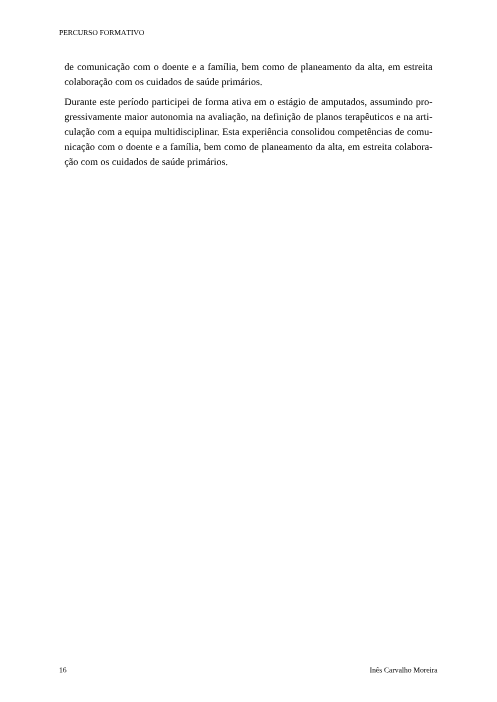 PERCURSO FORMATIVO
de comunicação com o doente e a família, bem como de planeamento da alta, em estreita
colaboração com os cuidados de saúde primários.
Durante este período participei de forma ativa em o estágio de amputados, assumindo pro-
gressivamente maior autonomia na avaliação, na definição de planos terapêuticos e na arti-
culação com a equipa multidisciplinar. Esta experiência consolidou competências de comu-
nicação com o doente e a família, bem como de planeamento da alta, em estreita colabora-
ção com os cuidados de saúde primários.
16
Inês Carvalho Moreira